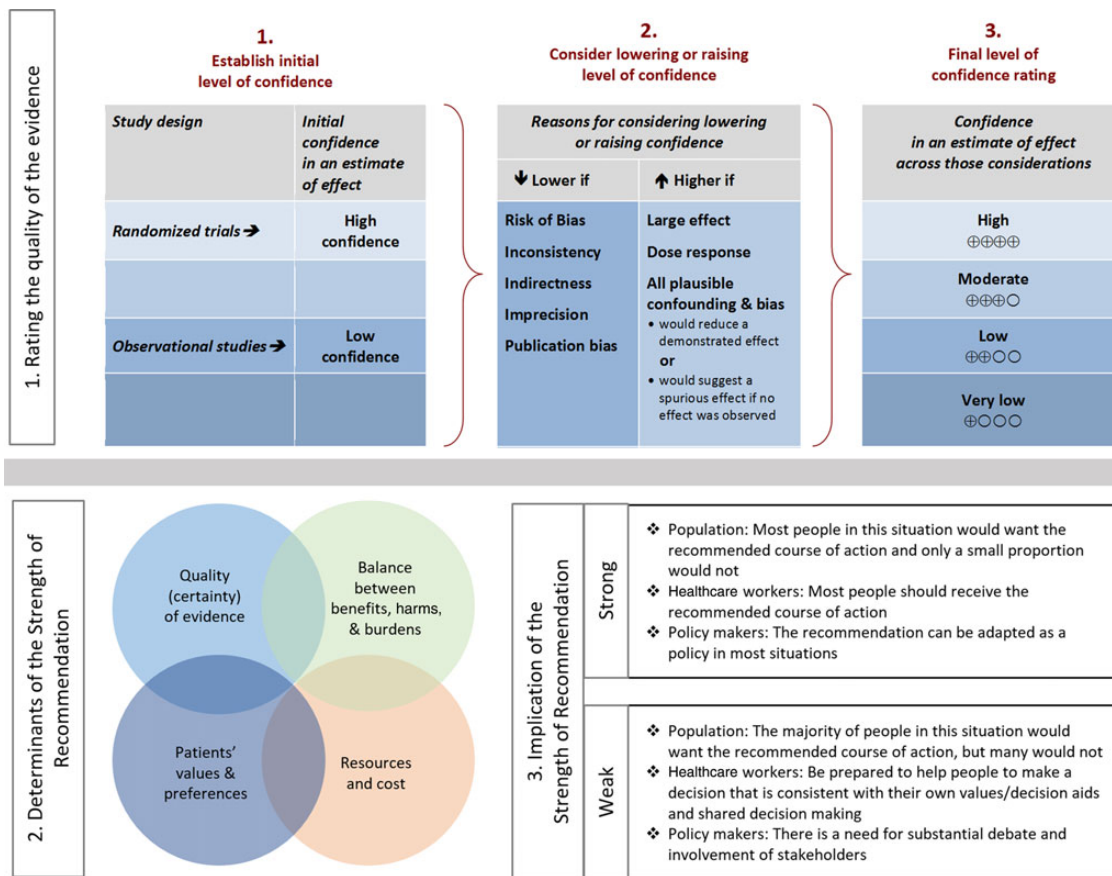 1. Rating the quality of the evidence
1.
Establish initial
level of confidence
Study design
Initial
confidence
in an estimate
of effect
Randomized trials ➔
High
confidence
Observational studies ➔
Low
confidence
2.
Consider lowering or raising
level of confidence
Reasons for considering lowering
or raising confidence
🡇 Lower if
🡅 Higher if
Risk of Bias
Inconsistency
Indirectness
Imprecision
Publication bias
Large effect
Dose response
All plausible
confounding & bias
• would reduce a
demonstrated effect
or
• would suggest a
spurious effect if no
effect was observed
3.
Final level of
confidence rating
Confidence
in an estimate of effect
across those considerations
High
⊕⊕⊕⊕
Moderate
⊕⊕⊕○
Low
⊕⊕○○
Very low
⊕○○○
2. Determinants of the Strength of
Recommendation
Quality
(certainty)
of evidence
Balance
between
benefits, harms,
& burdens
Patients’
values &
preferences
Resources
and cost
3. Implication of the
Strength of Recommendation
Strong
❖ Population: Most people in this situation would want the
recommended course of action and only a small proportion
would not
❖ Healthcare workers: Most people should receive the
recommended course of action
❖ Policy makers: The recommendation can be adapted as a
policy in most situations
Weak
❖ Population: The majority of people in this situation would
want the recommended course of action, but many would not
❖ Healthcare workers: Be prepared to help people to make a
decision that is consistent with their own values/decision aids
and shared decision making
❖ Policy makers: There is a need for substantial debate and
involvement of stakeholders